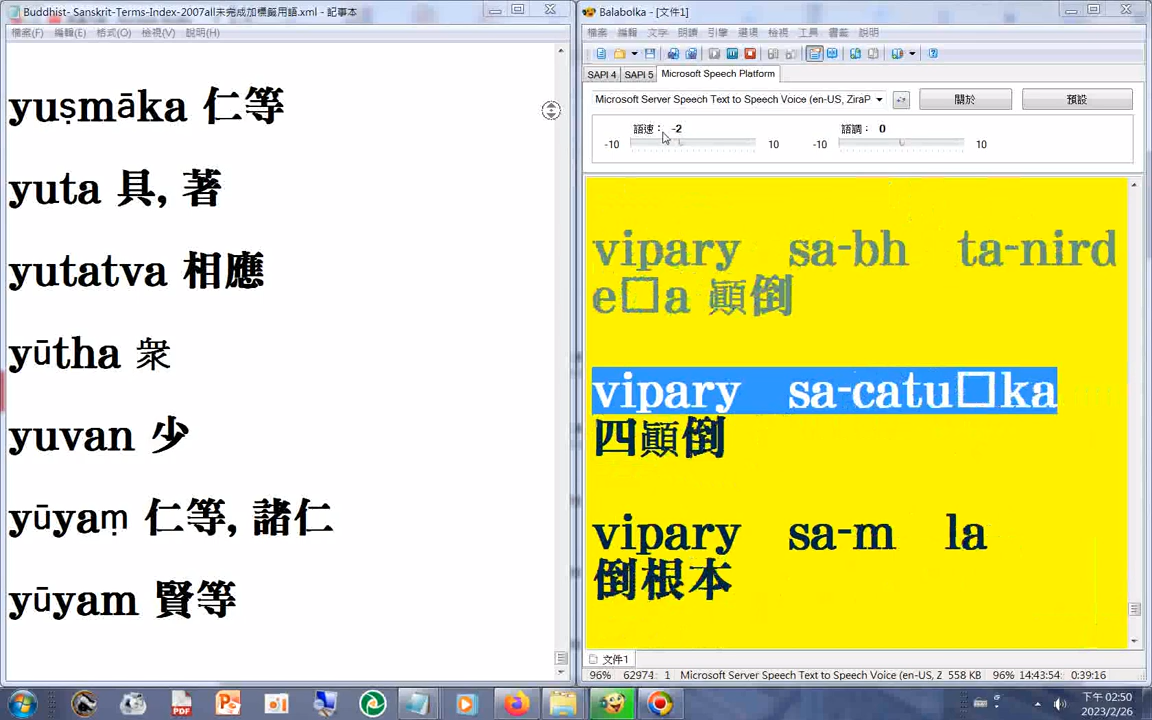 Buddhist- Sanskrit-Terms-Index-2007all未完成加標籤用語.xml - 記事本
檔案(F) 編輯(E) 格式(O) 檢視(V) 說明(H)
yuṣmāka 仁等
yuta 具, 著
yutatva 相應
yūtha 衆
yuvan 少
yūyaṃ 仁等, 諸仁
yūyam 賢等
Balabolka - [文件1]
檔案 編輯 文字 朗讀 引擎 選項 檢視 工具 書籤 說明
SAPI 4 SAPI 5 Microsoft Speech Platform
Microsoft Server Speech Text to Speech Voice (en-US, ZiraP
關於 預設
語速： -2
-10 10
語調： 0
-10 10
vipary sa-bh ta-nird
e□a 顚倒
vipary sa-catu□ka
四顚倒
vipary sa-m la
倒根本
文件1
96% 62974: 1 Microsoft Server Speech Text to Speech Voice (en-US 558 KB 96% 14:43:54: 0:39:16
下午 02:50
2023/2/26